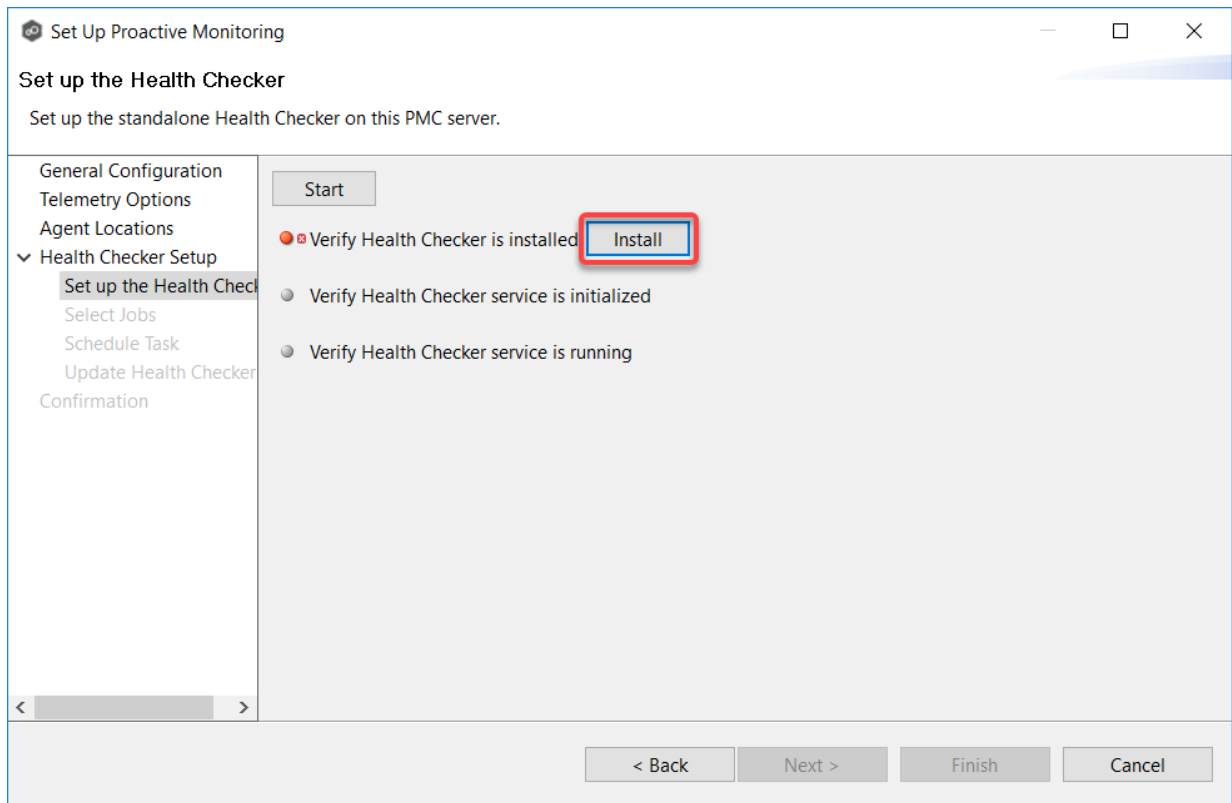 Set Up Proactive Monitoring
Set up the Health Checker
Set up the standalone Health Checker on this PMC server.
General Configuration
Telemetry Options
Agent Locations
Health Checker Setup
Set up the Health Check
Select Jobs
Schedule Task
Update Health Checker
Confirmation
Start
Verify Health Checker is installed Install
Verify Health Checker service is initialized
Verify Health Checker service is running
< Back Next > Finish Cancel